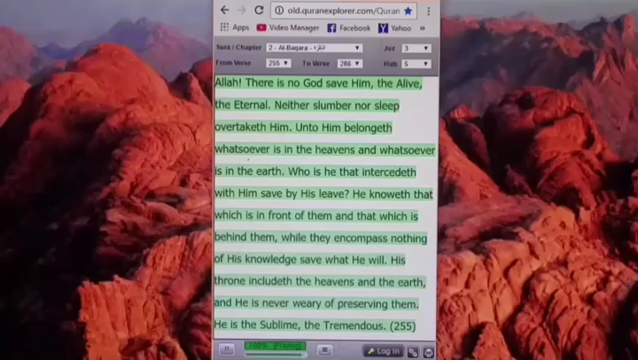 old.quranexplorer.com/Quran
Apps Video Manager Facebook Yahoo »
Sura / Chapter 2 - Al-Baqara - Juz 3
From Verse 255 To Verse 286 Hizb 5
Allah! There is no God save Him, the Alive,
the Eternal. Neither slumber nor sleep
overtaketh Him. Unto Him belongeth
whatsoever is in the heavens and whatsoever
is in the earth. Who is he that intercedeth
with Him save by His leave? He knoweth that
which is in front of them and that which is
behind them, while they encompass nothing
of His knowledge save what He will. His
throne includeth the heavens and the earth,
and He is never weary of preserving them.
He is the Sublime, the Tremendous. (255)
100% [Playing]
Log in